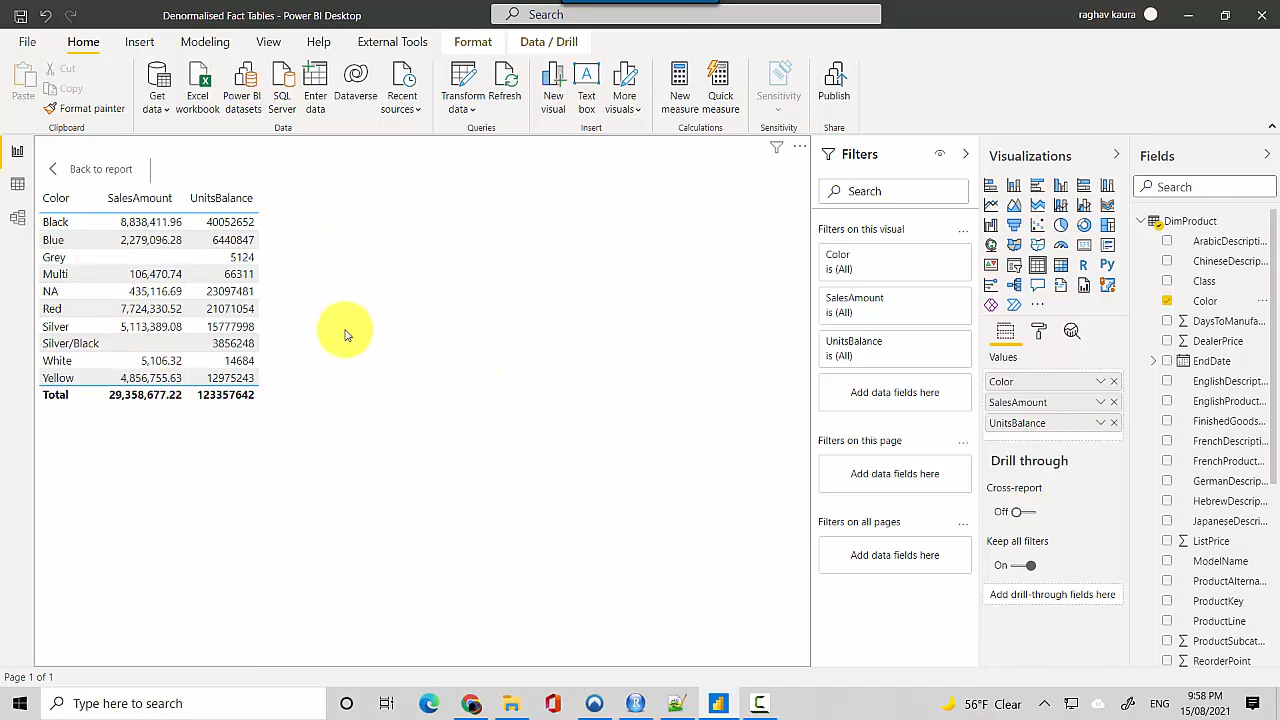 Denormalised Fact Tables - Power BI Desktop
Search
raghav kaura
File
Home
Insert
Modeling
View
Help
External Tools
Format
Data / Drill
Paste
Cut
Copy
Format painter
Clipboard
Get data
Excel workbook
Power BI datasets
SQL Server
Enter data
Dataverse
Recent sources
Data
Transform data
Refresh
Queries
New visual
Text box
More visuals
Insert
New measure
Quick measure
Calculations
Sensitivity
Sensitivity
Publish
Share
Back to report
Color SalesAmount UnitsBalance
Black 8,838,411.96 40052652
Blue 2,279,096.28 6440847
Grey 5124
Multi 106,470.74 66311
NA 435,116.69 23097481
Red 7,724,330.52 21071054
Silver 5,113,389.08 15777998
Silver/Black 3856248
White 5,106.32 14684
Yellow 4,856,755.63 12975243
Total 29,358,677.22 123357642
Filters
Search
Filters on this visual ...
Color
is (All)
SalesAmount
is (All)
UnitsBalance
is (All)
Add data fields here
Filters on this page ...
Add data fields here
Filters on all pages ...
Add data fields here
Visualizations
R
Py
Values
Color
SalesAmount
UnitsBalance
Drill through
Cross-report
Off
Keep all filters
On
Add drill-through fields here
Fields
Search
DimProduct
ArabicDescripti...
ChineseDescrip...
Class
Color
DaysToManufa...
DealerPrice
EndDate
EnglishDescript...
EnglishProduct...
FinishedGoods...
FrenchDescripti...
FrenchProduct...
GermanDescrip...
HebrewDescrip...
JapaneseDescri...
ListPrice
ModelName
ProductAlterna...
ProductKey
ProductLine
ProductSubcat...
ReorderPoint
Page 1 of 1
Type here to search
56°F Clear
ENG
9:58 PM
15/08/2021